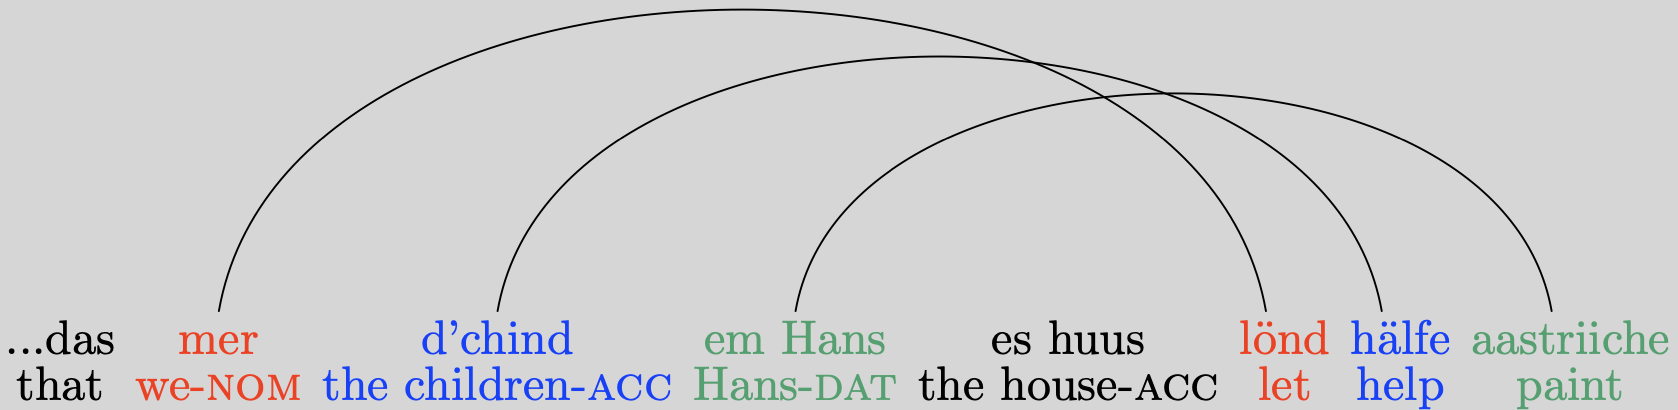 ...das mer d’chind em Hans es huus lönd hälfe aastriiche
that we-NOM the children-ACC Hans-DAT the house-ACC let help paint